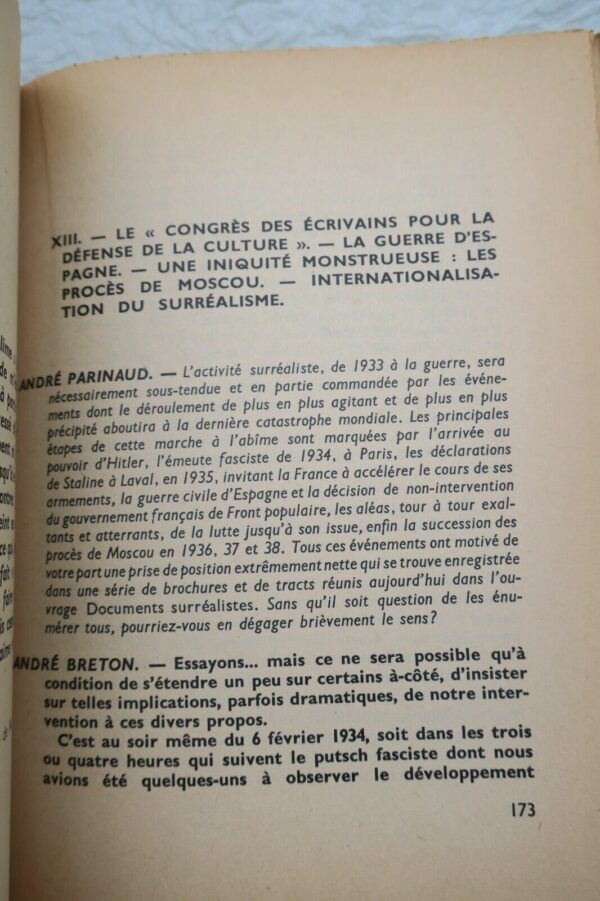 XIII. — LE « CONGRÈS DES ÉCRIVAINS POUR LA
DÉFENSE DE LA CULTURE ». — LA GUERRE D'ES-
PAGNE. — UNE INIQUITÉ MONSTRUEUSE : LES
PROCÈS DE MOSCOU. — INTERNATIONALISA-
TION DU SURRÉALISME.
ANDRÉ PARINAUD. — L'activité surréaliste, de 1933 à la guerre, sera
nécessairement sous-tendue et en partie commandée par les événe-
ments dont le déroulement de plus en plus agitant et de plus en plus
précipité aboutira à la dernière catastrophe mondiale. Les principales
étapes de cette marche à l'abîme sont marquées par l'arrivée au
pouvoir d'Hitler, l'émeute fasciste de 1934, à Paris, les déclarations
de Staline à Laval, en 1935, invitant la France à accélérer le cours de ses
armements, la guerre civile d'Espagne et la décision de non-intervention
du gouvernement français de Front populaire, les aléas, tour à tour exal-
tants et atterrants, de la lutte jusqu'à son issue, enfin la succession des
procès de Moscou en 1936, 37 et 38. Tous ces événements ont motivé de
votre part une prise de position extrêmement nette qui se trouve enregistrée
dans une série de brochures et de tracts réunis aujourd'hui dans l'ou-
vrage Documents surréalistes. Sans qu'il soit question de les énu-
mérer tous, pourriez-vous en dégager brièvement le sens?
ANDRÉ BRETON. — Essayons... mais ce ne sera possible qu'à
condition de s'étendre un peu sur certains à-côté, d'insister
sur telles implications, parfois dramatiques, de notre inter-
vention à ces divers propos.
C'est au soir même du 6 février 1934, soit dans les trois
ou quatre heures qui suivent le putsch fasciste dont nous
avions été quelques-uns à observer le développement
173